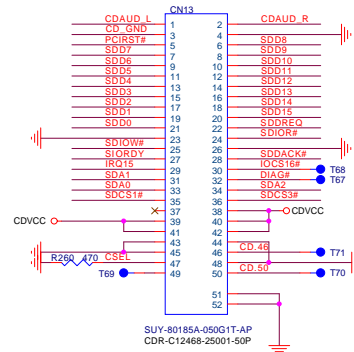 CN13
CDAUD_L 1 2 CDAUD_R
CD_GND 3 4
PCIRST# 5 6 SDD8
SDD7 7 8 SDD9
SDD6 9 10 SDD10
SDD5 11 12 SDD11
SDD4 13 14 SDD12
SDD3 15 16 SDD13
SDD2 17 18 SDD14
SDD1 19 20 SDD15
SDD0 21 22 SDDREQ
23 24 SDIOR#
SDIOW# 25 26
SIORDY 27 28 SDDACK#
IRQ15 29 30 IOCS16# T68
SDA1 31 32 DIAG# T67
SDA0 33 34 SDA2
SDCS1# 35 36 SDCS3#
37 38 CDVCC
CDVCC 39 40
41 42
43 44
45 46 CD.46 T71
R260 470 CSEL 47 48
T69 49 50 CD.50 T70
51
52
SUY-80185A-050G1T-AP
CDR-C12468-25001-50P